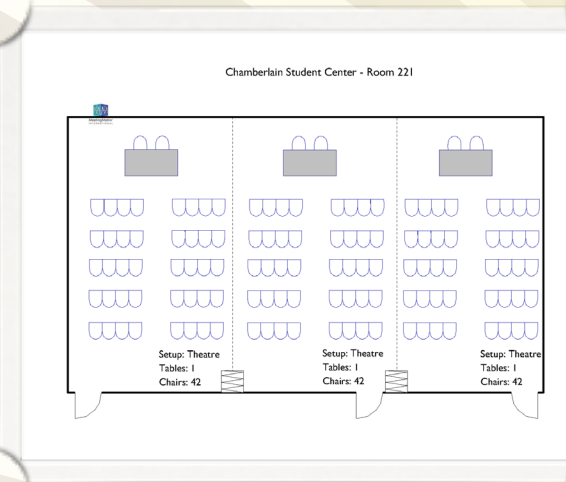 Chamberlain Student Center - Room 221
MeetingMatrix
Setup: Theatre
Tables: 1
Chairs: 42
Setup: Theatre
Tables: 1
Chairs: 42
Setup: Theatre
Tables: 1
Chairs: 42